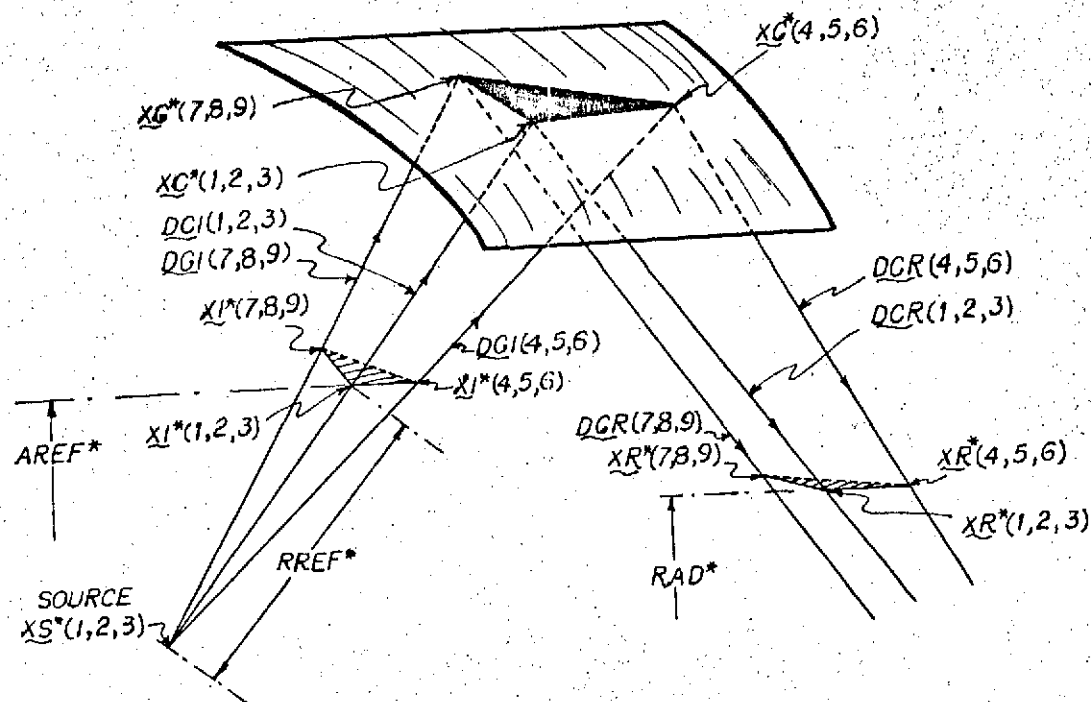 XC*(4,5,6)
XC*(7,8,9)
XC*(1,2,3)
DCI(1,2,3)
DCI(7,8,9)
XI*(7,8,9)
DCR(4,5,6)
DCR(1,2,3)
DCI(4,5,6)
XI*(4,5,6)
XI*(1,2,3)
AREF*
DCR(7,8,9)
XR*(7,8,9)
XR*(4,5,6)
XR*(1,2,3)
RREF*
RAD*
SOURCE
XS*(1,2,3)